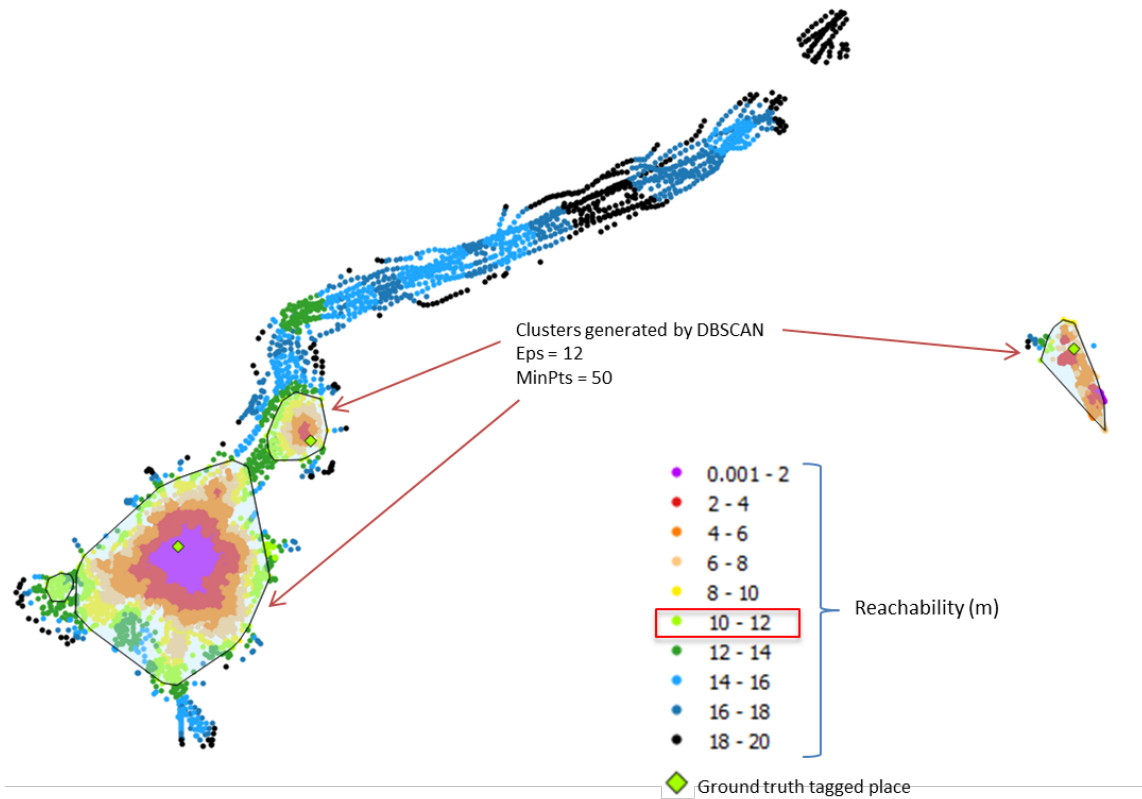 Clusters generated by DBSCAN
Eps = 12
MinPts = 50
0.001 - 2
2 - 4
4 - 6
6 - 8
8 - 10
10 - 12
12 - 14
14 - 16
16 - 18
18 - 20
Reachability (m)
Ground truth tagged place